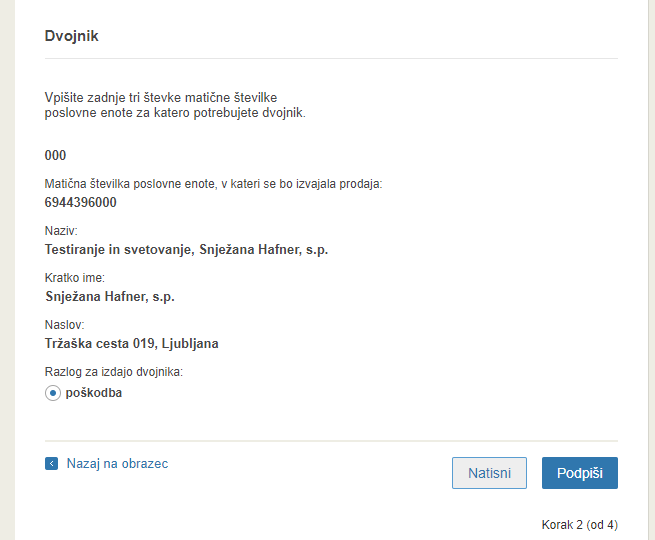 Dvojnik
Vpišite zadnje tri števke matične številke
poslovne enote za katero potrebujete dvojnik.
000
Matična številka poslovne enote, v kateri se bo izvajala prodaja:
6944396000
Naziv:
Testiranje in svetovanje, Snježana Hafner, s.p.
Kratko ime:
Snježana Hafner, s.p.
Naslov:
Tržaška cesta 019, Ljubljana
Razlog za izdajo dvojnika:
poškodba
Nazaj na obrazec
Natisni
Podpiši
Korak 2 (od 4)